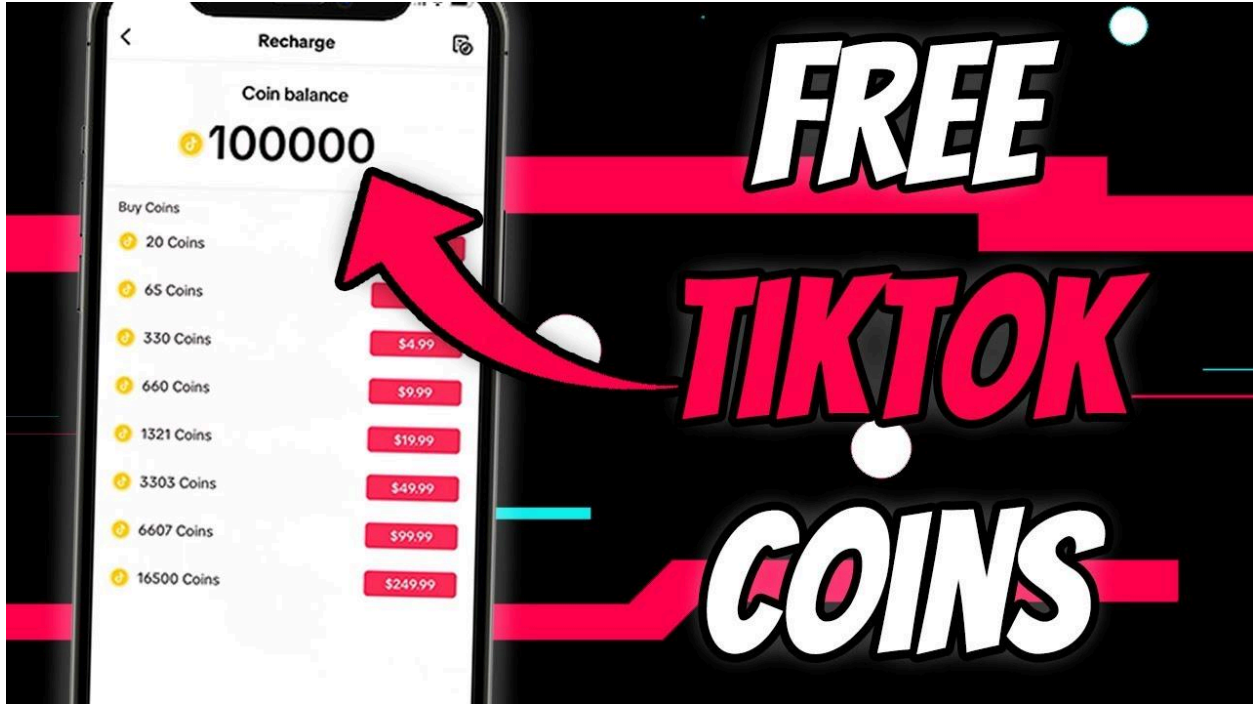 Recharge
Coin balance
100000
Buy Coins
20 Coins
65 Coins
330 Coins
$4.99
660 Coins
$9.99
1321 Coins
$19.99
3303 Coins
$49.99
6607 Coins
$99.99
16500 Coins
$249.99
FREE
TIKTOK
COINS